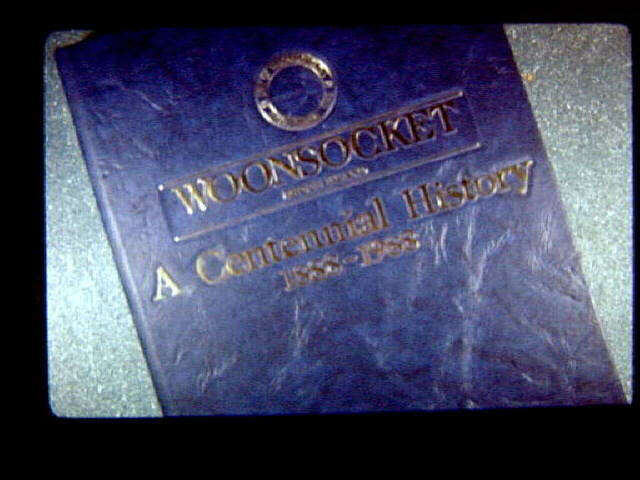 WOONSOCKET
A Centennial History
1888-1988